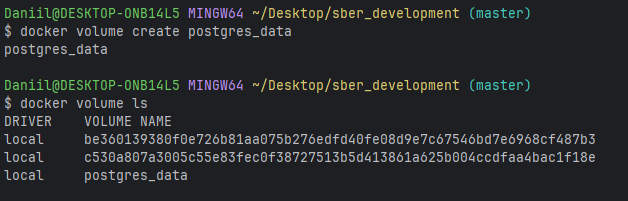 Daniil@DESKTOP-ONB14L5 MINGW64 ~/Desktop/sber_development (master)
$ docker volume create postgres_data
postgres_data
Daniil@DESKTOP-ONB14L5 MINGW64 ~/Desktop/sber_development (master)
$ docker volume ls
DRIVER    VOLUME NAME
local     be360139380f0e726b81aa075b276edfd40fe08d9e7c67546bd7e6968cf487b3
local     c530a807a3005c55e83fec0f38727513b5d413861a625b004ccdfaa4bac1f18e
local     postgres_data